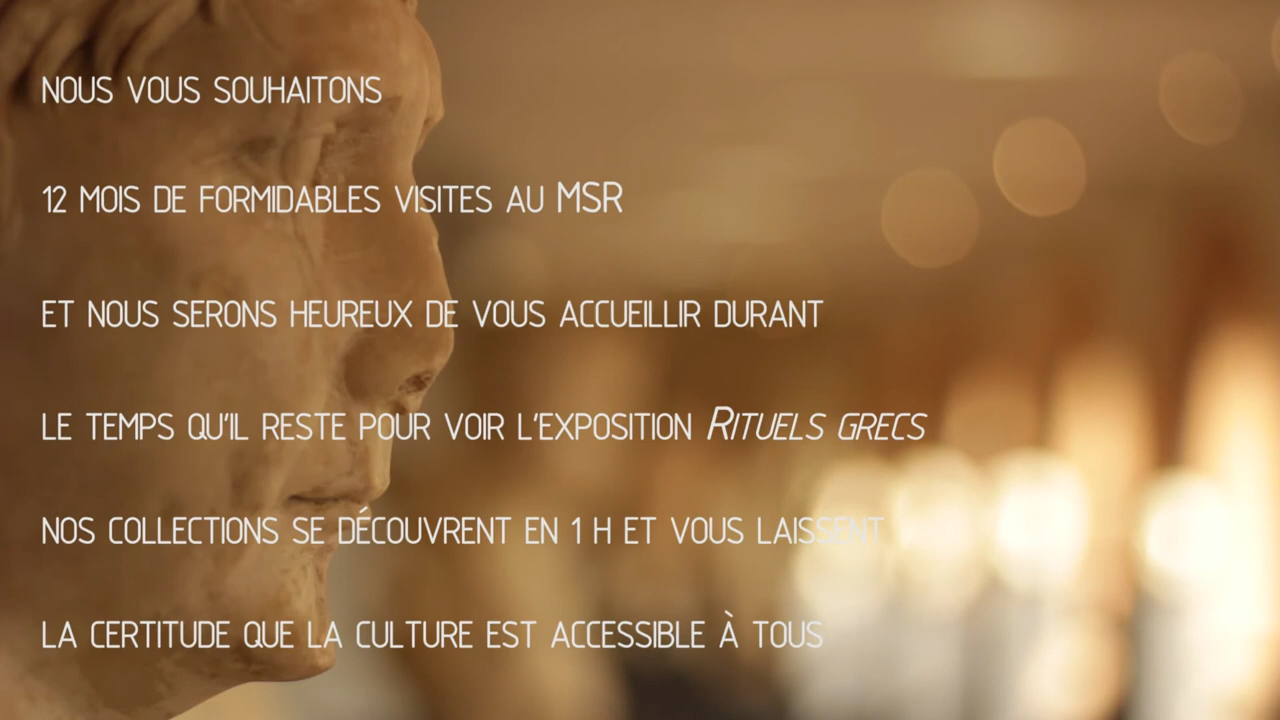 NOUS VOUS SOUHAITONS
12 MOIS DE FORMIDABLES VISITES AU MSR
ET NOUS SERONS HEUREUX DE VOUS ACCUEILLIR DURANT
LE TEMPS QU'IL RESTE POUR VOIR L'EXPOSITION RITUELS GRECS
NOS COLLECTIONS SE DÉCOUVRENT EN 1 H ET VOUS LAISSENT
LA CERTITUDE QUE LA CULTURE EST ACCESSIBLE À TOUS